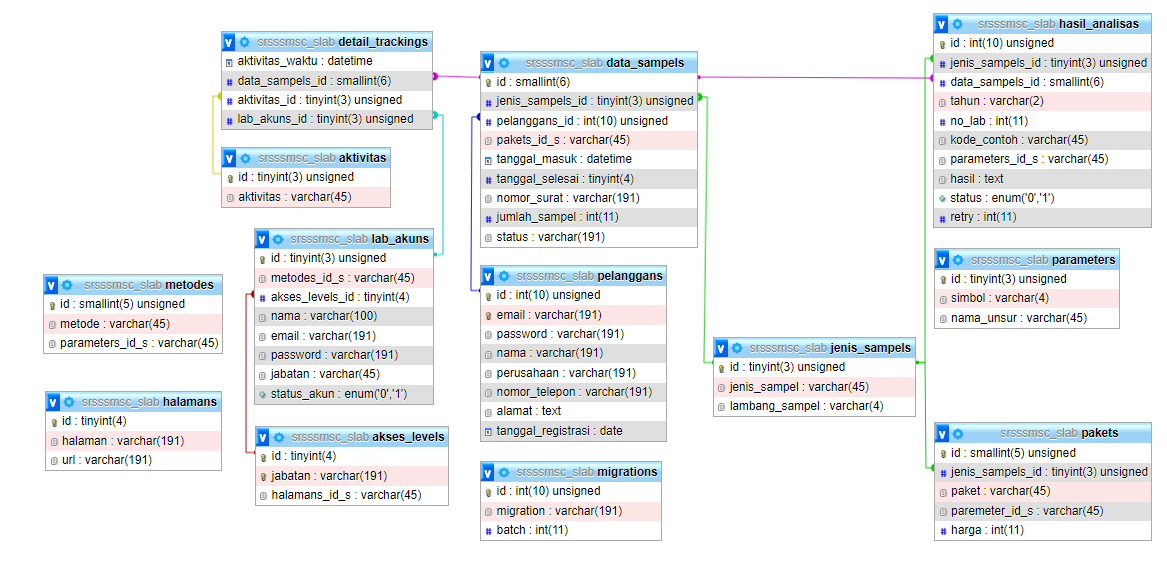 srsssmsc_slab detail_trackings
aktivitas_waktu : datetime
data_sampels_id : smallint(6)
aktivitas_id : tinyint(3) unsigned
lab_akuns_id : tinyint(3) unsigned
srsssmsc_slab aktivitas
id : tinyint(3) unsigned
aktivitas : varchar(45)
srsssmsc_slab lab_akuns
id : tinyint(3) unsigned
metodes_id_s : varchar(45)
akses_levels_id : tinyint(4)
nama : varchar(100)
email : varchar(191)
password : varchar(191)
jabatan : varchar(45)
status_akun : enum('0','1')
srsssmsc_slab metodes
id : smallint(5) unsigned
metode : varchar(45)
parameters_id_s : varchar(45)
srsssmsc_slab halamans
id : tinyint(4)
halaman : varchar(191)
url : varchar(191)
srsssmsc_slab akses_levels
id : tinyint(4)
jabatan : varchar(191)
halamans_id_s : varchar(45)
srsssmsc_slab data_sampels
id : smallint(6)
jenis_sampels_id : tinyint(3) unsigned
pelanggans_id : int(10) unsigned
pakets_id_s : varchar(45)
tanggal_masuk : datetime
tanggal_selesai : tinyint(4)
nomor_surat : varchar(191)
jumlah_sampel : int(11)
status : varchar(191)
srsssmsc_slab pelanggans
id : int(10) unsigned
email : varchar(191)
password : varchar(191)
nama : varchar(191)
perusahaan : varchar(191)
nomor_telepon : varchar(191)
alamat : text
tanggal_registrasi : date
srsssmsc_slab migrations
id : int(10) unsigned
migration : varchar(191)
batch : int(11)
srsssmsc_slab jenis_sampels
id : tinyint(3) unsigned
jenis_sampel : varchar(45)
lambang_sampel : varchar(4)
srsssmsc_slab hasil_analisas
id : int(10) unsigned
jenis_sampels_id : tinyint(3) unsigned
data_sampels_id : smallint(6)
tahun : varchar(2)
no_lab : int(11)
kode_contoh : varchar(45)
parameters_id_s : varchar(45)
hasil : text
status : enum('0','1')
retry : int(11)
srsssmsc_slab parameters
id : tinyint(3) unsigned
simbol : varchar(4)
nama_unsur : varchar(45)
srsssmsc_slab pakets
id : smallint(5) unsigned
jenis_sampels_id : tinyint(3) unsigned
paket : varchar(45)
paremeter_id_s : varchar(45)
harga : int(11)